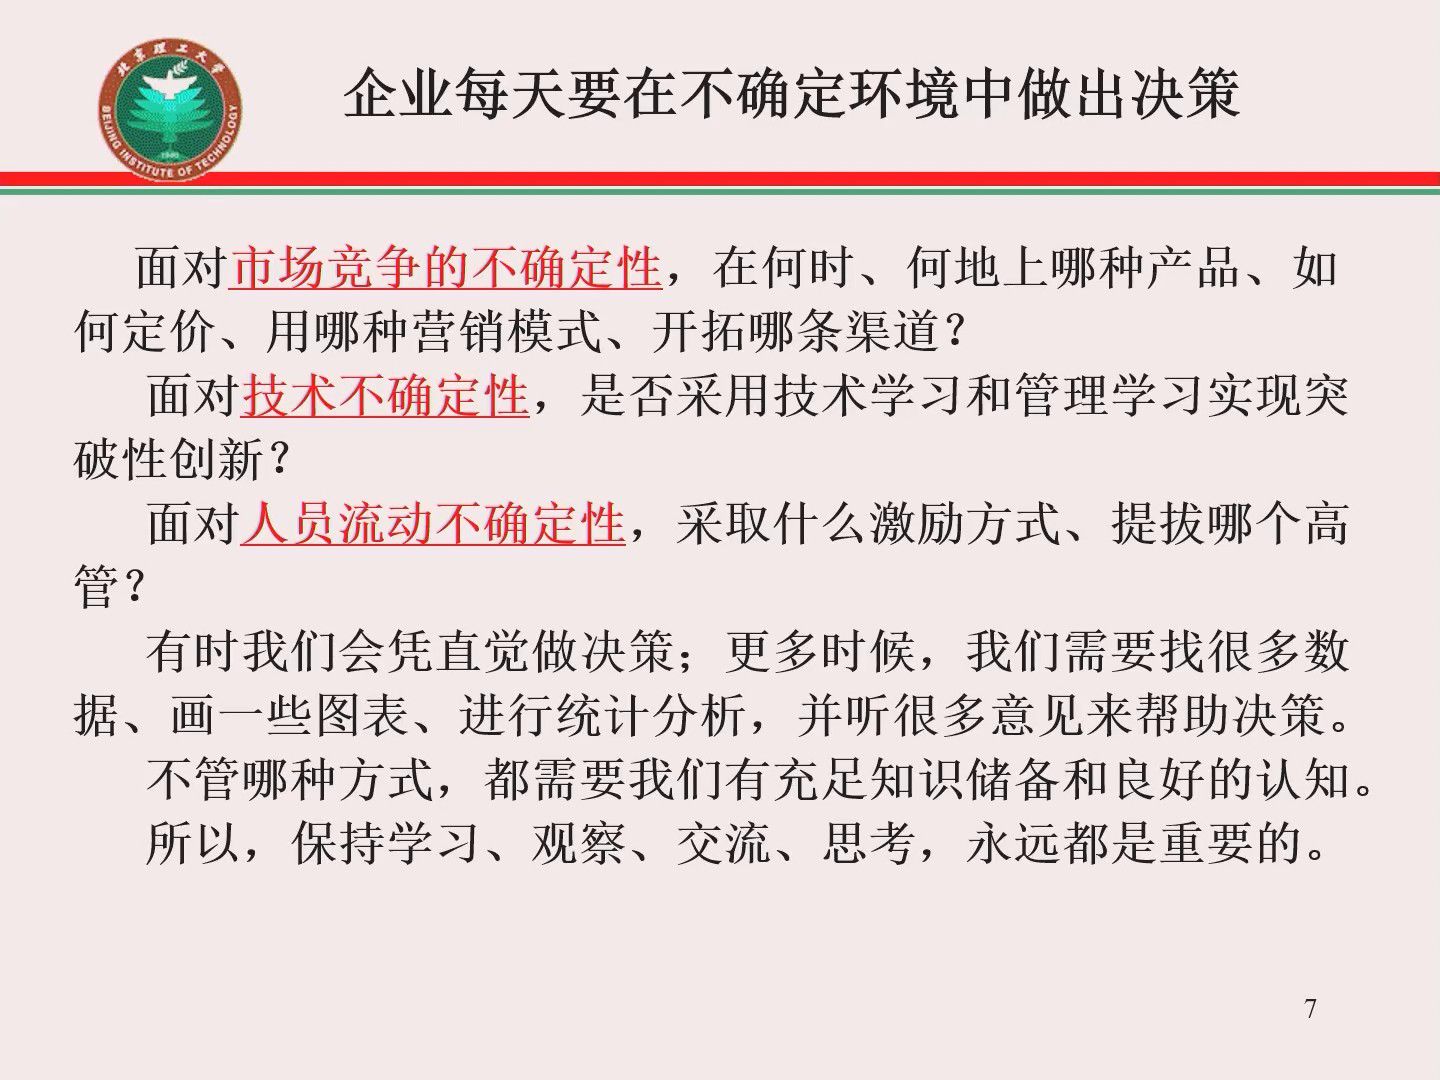 北京理工大学
BEIJING INSTITUTE OF TECHNOLOGY
1940
企业每天要在不确定环境中做出决策
面对市场竞争的不确定性，在何时、何地上哪种产品、如
何定价、用哪种营销模式、开拓哪条渠道？
面对技术不确定性，是否采用技术学习和管理学习实现突
破性创新？
面对人员流动不确定性，采取什么激励方式、提拔哪个高
管？
有时我们会凭直觉做决策；更多时候，我们需要找很多数
据、画一些图表、进行统计分析，并听很多意见来帮助决策。
不管哪种方式，都需要我们有充足知识储备和良好的认知。
所以，保持学习、观察、交流、思考，永远都是重要的。
7